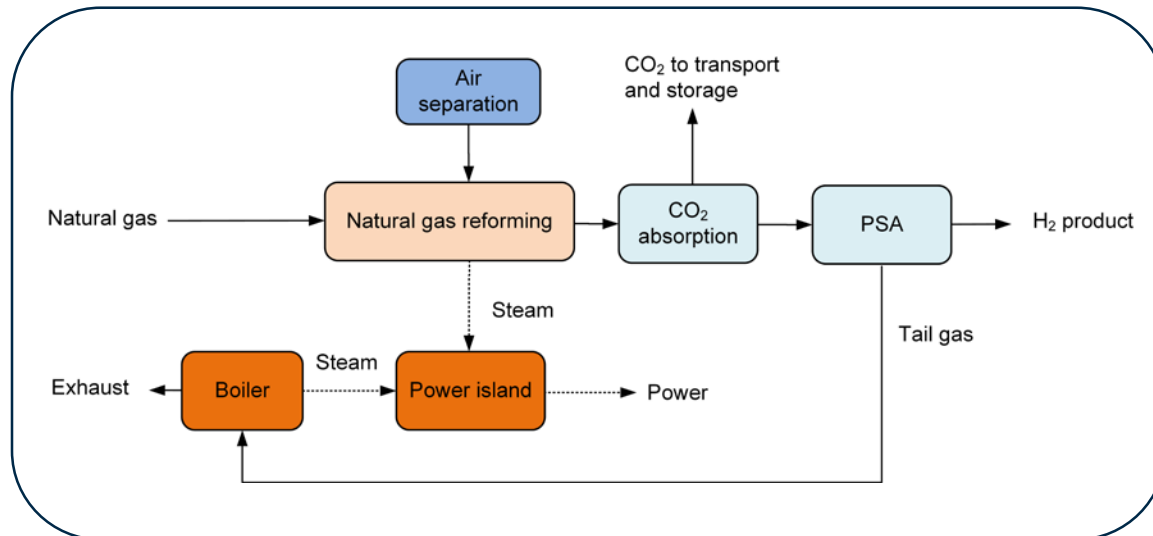 Air
separation
CO₂ to transport
and storage
Natural gas
Natural gas reforming
CO₂
absorption
PSA
H₂ product
Steam
Tail gas
Exhaust
Boiler
Steam
Power island
Power